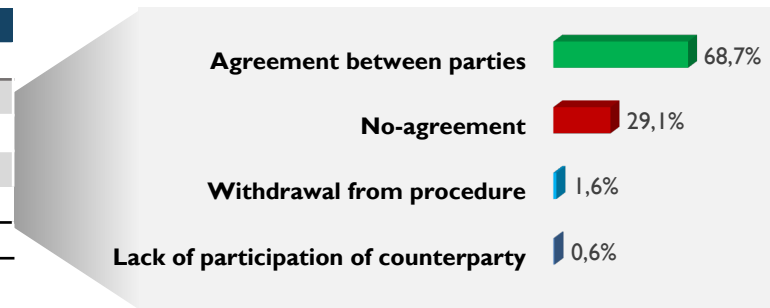 Agreement between parties 68,7%
No-agreement 29,1%
Withdrawal from procedure 1,6%
Lack of participation of counterparty 0,6%